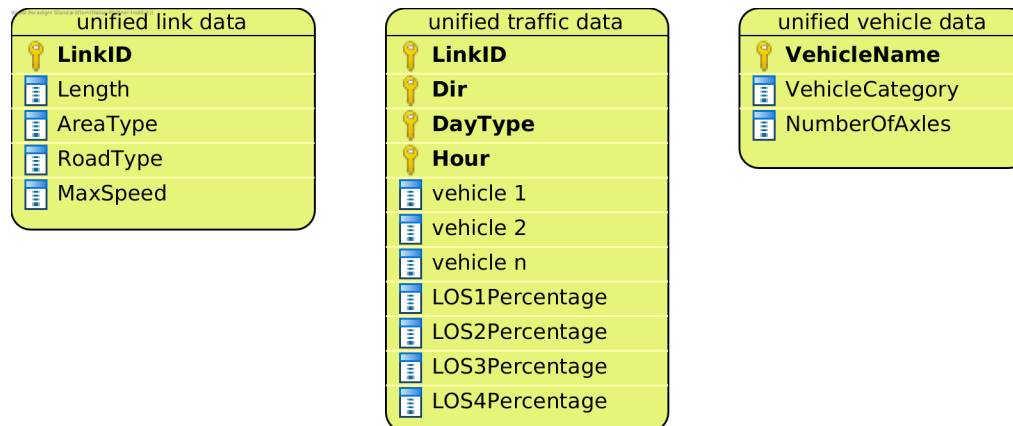 unified link data
LinkID
Length
AreaType
RoadType
MaxSpeed
unified traffic data
LinkID
Dir
DayType
Hour
vehicle 1
vehicle 2
vehicle n
LOS1Percentage
LOS2Percentage
LOS3Percentage
LOS4Percentage
unified vehicle data
VehicleName
VehicleCategory
NumberOfAxles